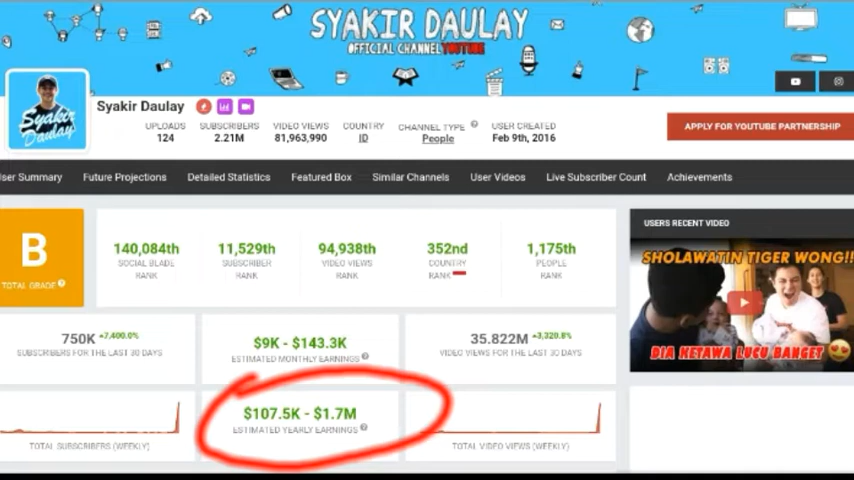 SYAKIR DAULAY
OFFICIAL CHANNEL YOUTUBE
Syakir Daulay
Syakir Daulay
UPLOADS
124
SUBSCRIBERS
2.21M
VIDEO VIEWS
81,963,990
COUNTRY
ID
CHANNEL TYPE
People
USER CREATED
Feb 9th, 2016
APPLY FOR YOUTUBE PARTNERSHIP
ser Summary Future Projections Detailed Statistics Featured Box Similar Channels User Videos Live Subscriber Count Achievements
B
TOTAL GRADE
140,084th
SOCIAL BLADE
RANK
11,529th
SUBSCRIBER
RANK
94,938th
VIDEO VIEWS
RANK
352nd
COUNTRY
RANK
1,175th
PEOPLE
RANK
USERS RECENT VIDEO
SHOLAWATIN TIGER WONG!!
DIA KETAWA LUCU BANGET
750K +7,400.0%
SUBSCRIBERS FOR THE LAST 30 DAYS
$9K - $143.3K
ESTIMATED MONTHLY EARNINGS
35.822M +3,320.8%
VIDEO VIEWS FOR THE LAST 30 DAYS
TOTAL SUBSCRIBERS (WEEKLY)
$107.5K - $1.7M
ESTIMATED YEARLY EARNINGS
TOTAL VIDEO VIEWS (WEEKLY)